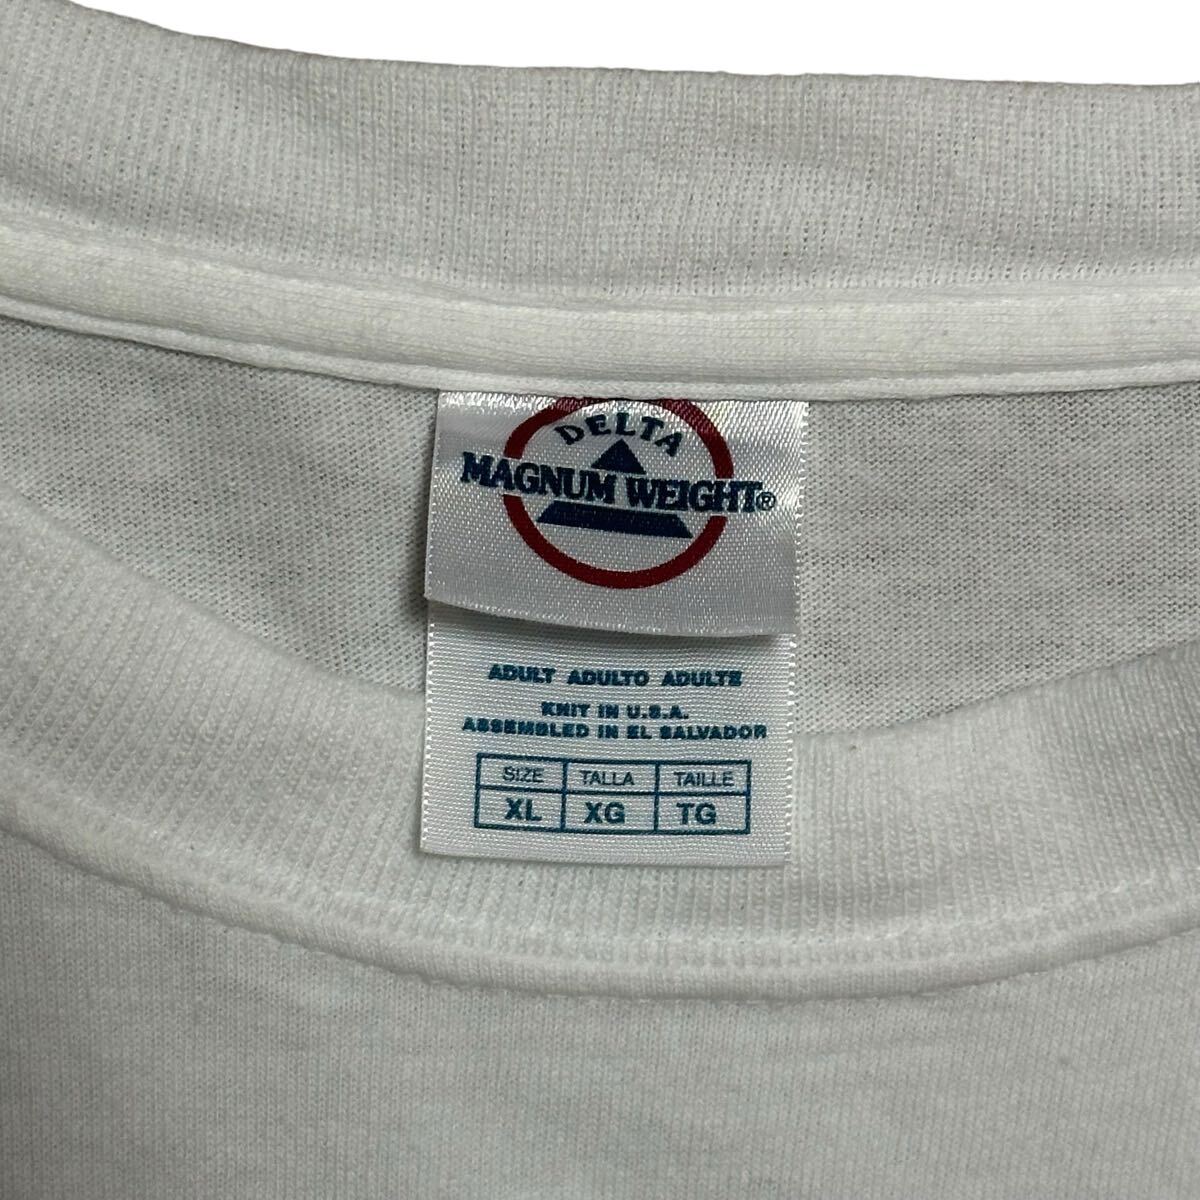 DELTA
MAGNUM WEIGHT®
ADULT ADULTO ADULTE
KNIT IN U.S.A.
ASSEMBLED IN EL SALVADOR
SIZE TALLA TAILLE
XL XG TG